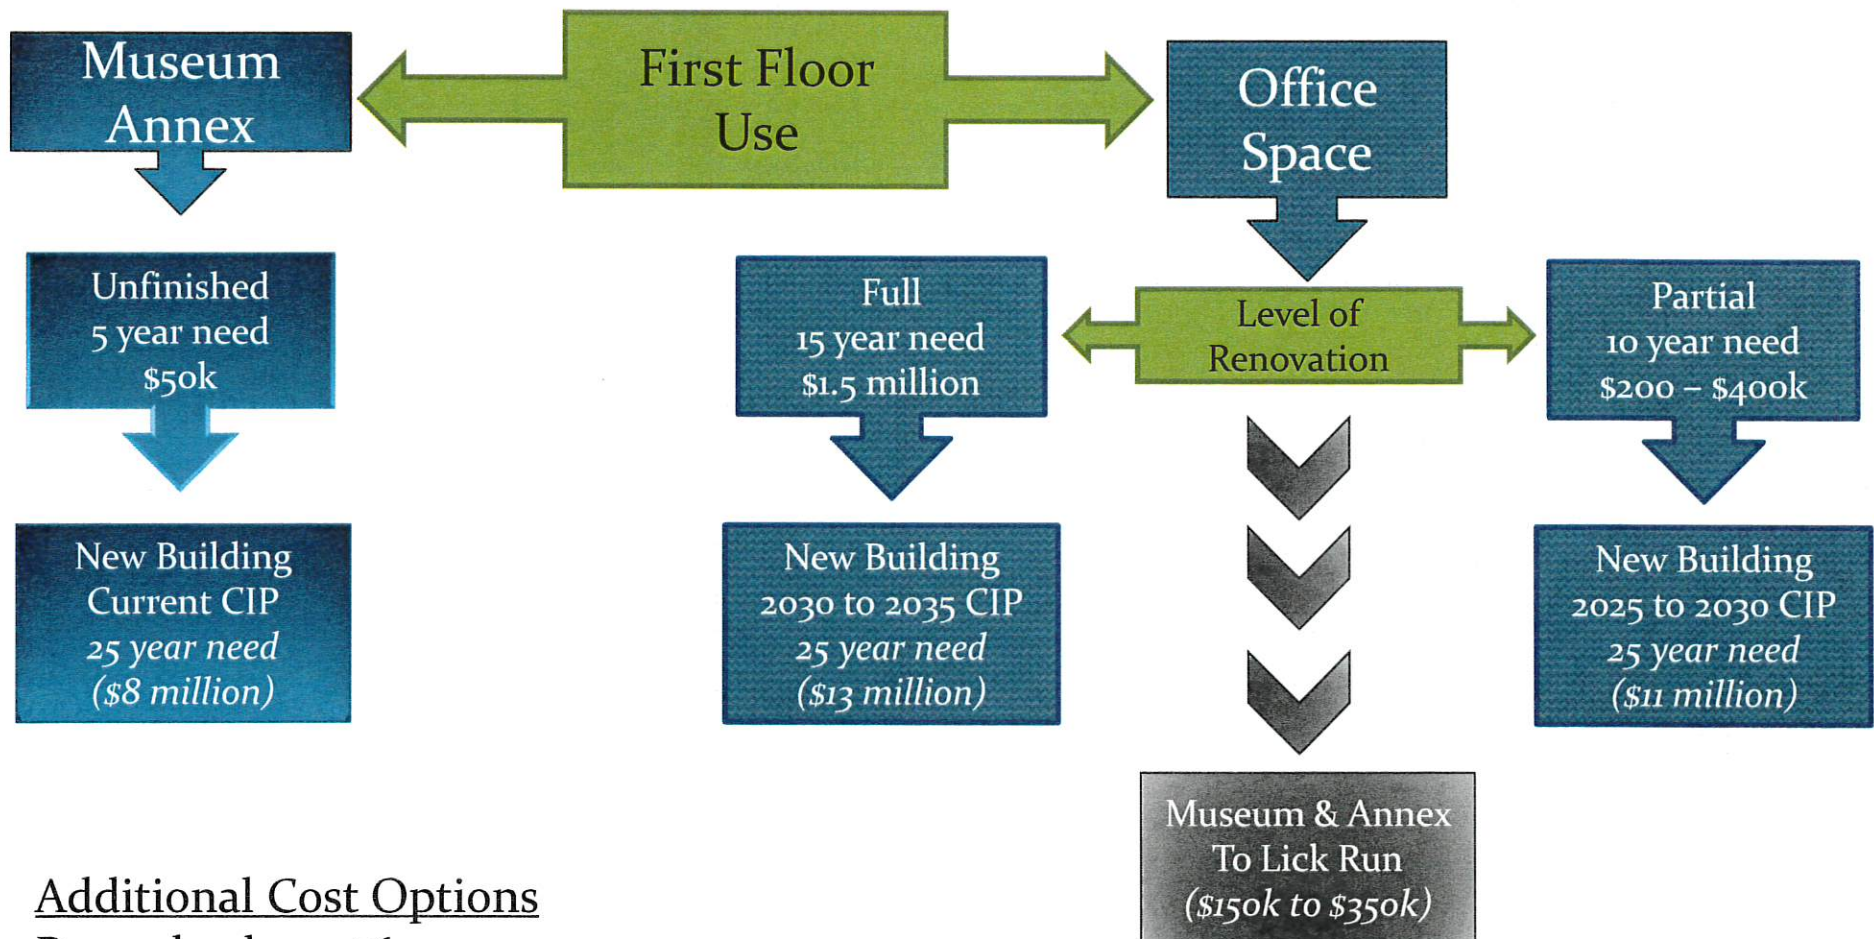 Museum
Annex
First Floor
Use
Office
Space
Unfinished
5 year need
$50k
Full
15 year need
$1.5 million
Level of
Renovation
Partial
10 year need
$200 – $400k
New Building
Current CIP
25 year need
($8 million)
New Building
2030 to 2035 CIP
25 year need
($13 million)
New Building
2025 to 2030 CIP
25 year need
($11 million)
Museum & Annex
To Lick Run
($150k to $350k)
Additional Cost Options